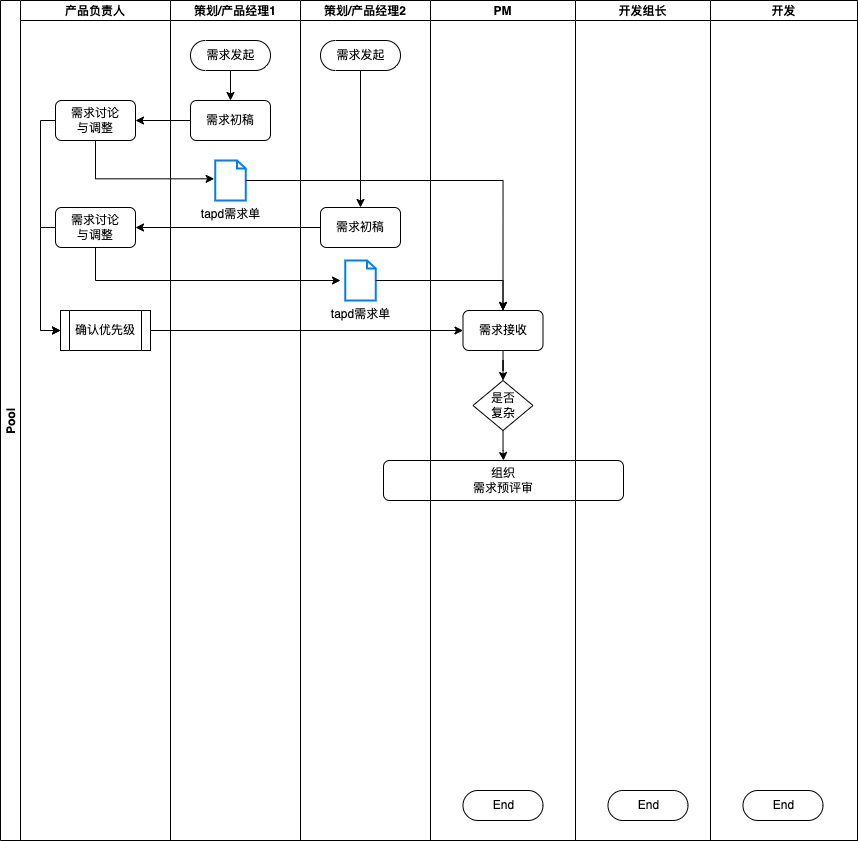 产品负责人
策划/产品经理1
策划/产品经理2
PM
开发组长
开发
Pool
需求发起
需求发起
需求讨论
与调整
需求初稿
tapd需求单
需求讨论
与调整
需求初稿
tapd需求单
确认优先级
需求接收
是否
复杂
组织
需求预评审
End
End
End